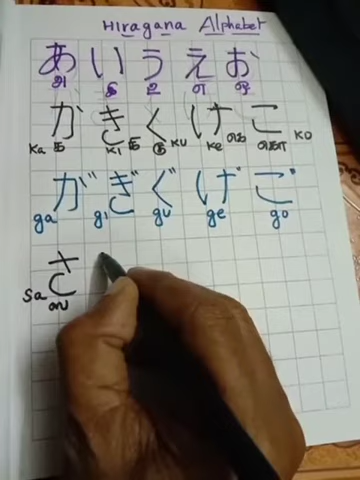 Hiragana Alphabet
あ い う え お
அ இ உ எ ஒ
か き く け こ
Ka க Ki கி கு Ku Ke கெ கொ Ko
が ぎ ぐ げ ご
ga gi gu ge go
さ
Sa ஸ